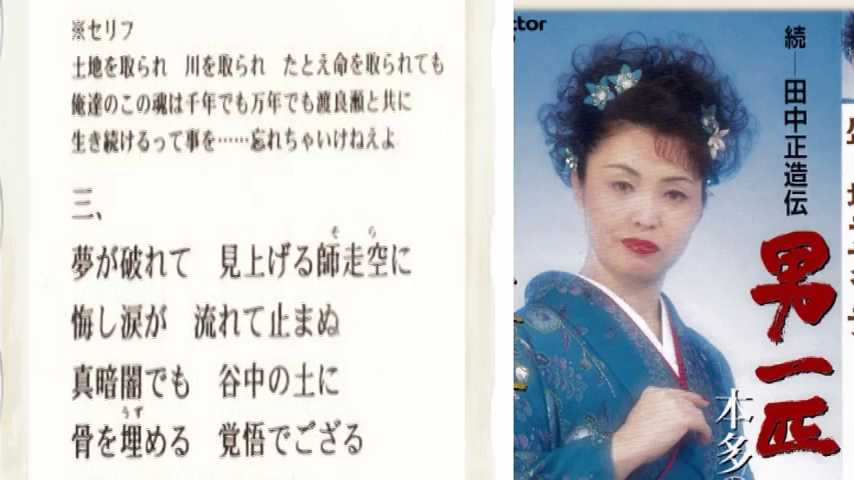 ※セリフ
土地を取られ 川を取られ たとえ命を取られても
俺達のこの魂は千年でも万年でも渡良瀬と共に
生き続けるって事を……忘れちゃいけねえよ
三、
夢が破れて 見上げる師走空に
そら
悔し涙が 流れて止まぬ
真暗闇でも 谷中の土に
骨を埋める 覚悟でござる
うず
ctor
続―田中正造伝
男一匹
本多